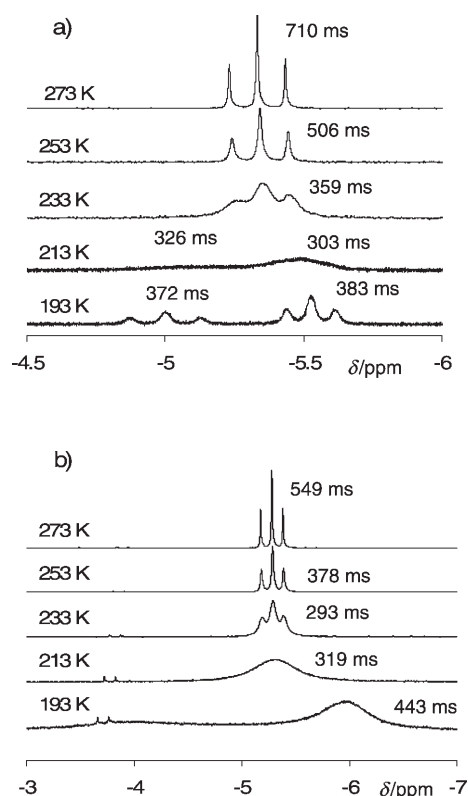 a)
710 ms
273 K
506 ms
253 K
359 ms
233 K
326 ms
303 ms
213 K
372 ms
383 ms
193 K
-4.5 -5 -5.5 -6
δ/ppm
b)
549 ms
273 K
378 ms
253 K
293 ms
233 K
319 ms
213 K
443 ms
193 K
-3 -4 -5 -6 -7
δ/ppm